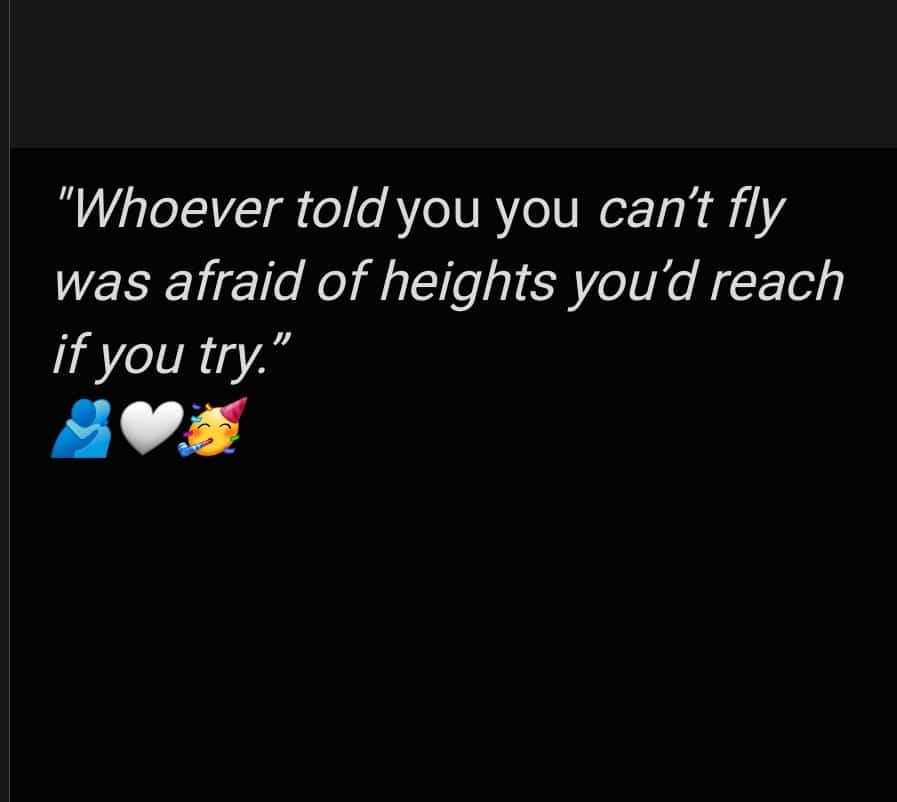 "Whoever told you you can’t fly
was afraid of heights you’d reach
if you try.”
🫂🤍🥳